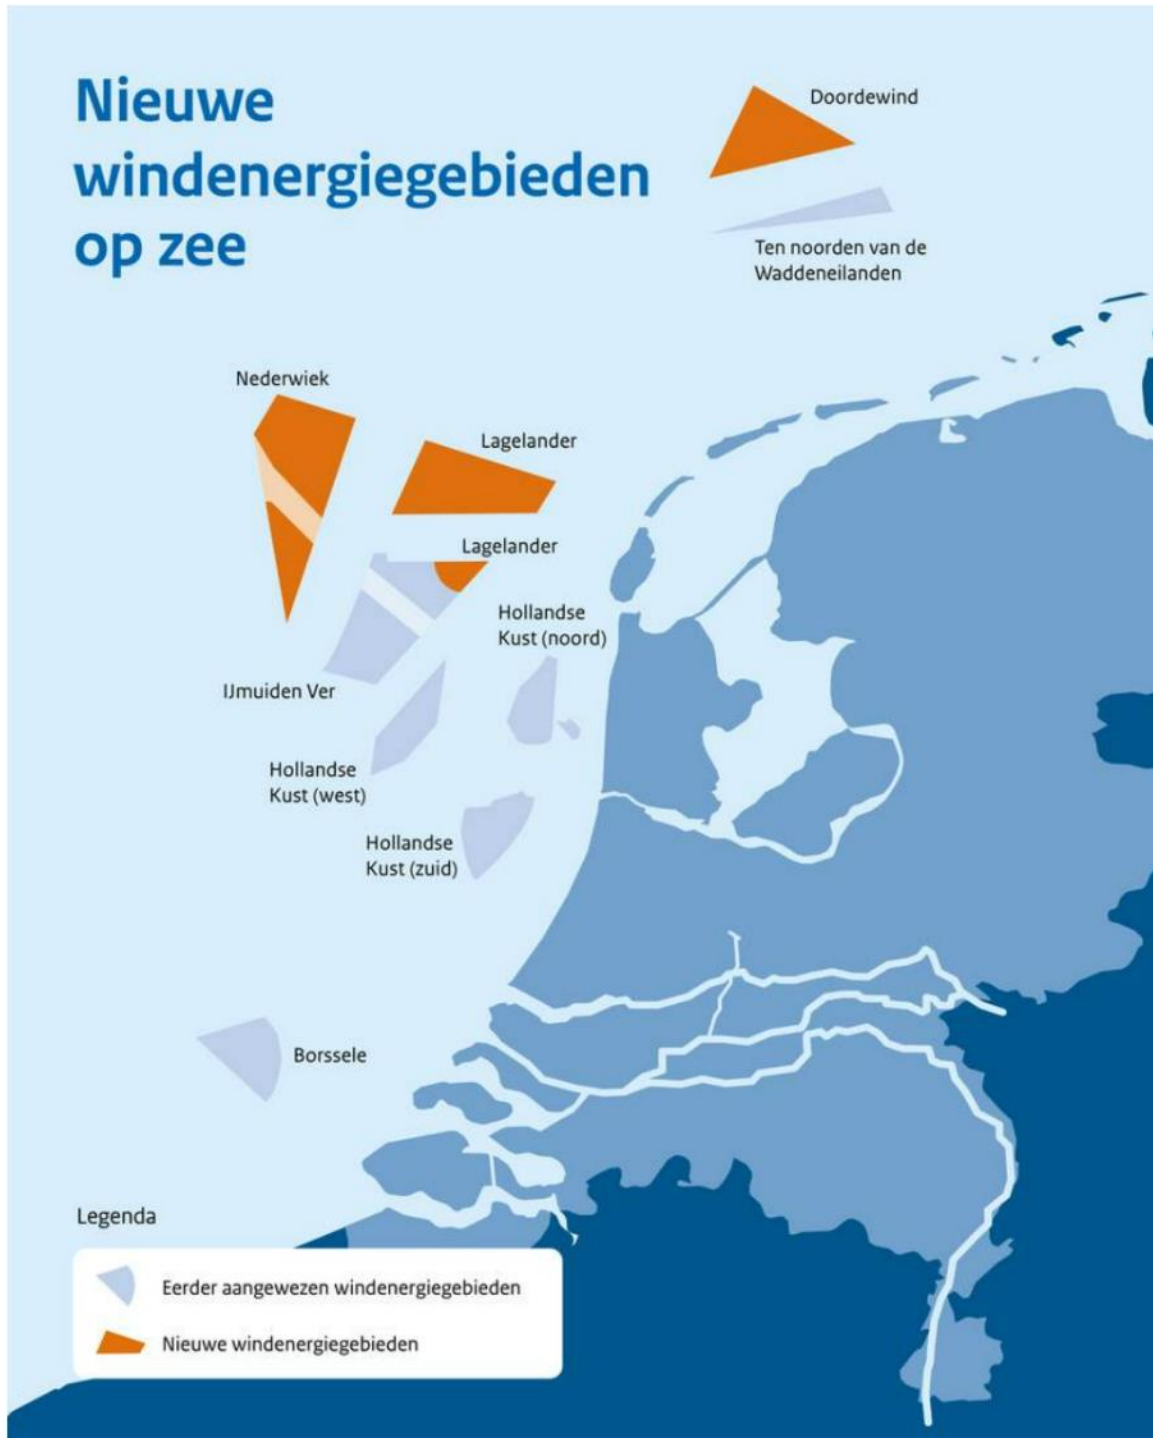 Nieuwe
windenergiegebieden
op zee
Doordewind
Ten noorden van de
Waddeneilanden
Nederwiek
Lagelander
Lagelander
Hollandse
Kust (noord)
IJmuiden Ver
Hollandse
Kust (west)
Hollandse
Kust (zuid)
Borssele
Legenda
Eerder aangewezen windenergiegebieden
Nieuwe windenergiegebieden